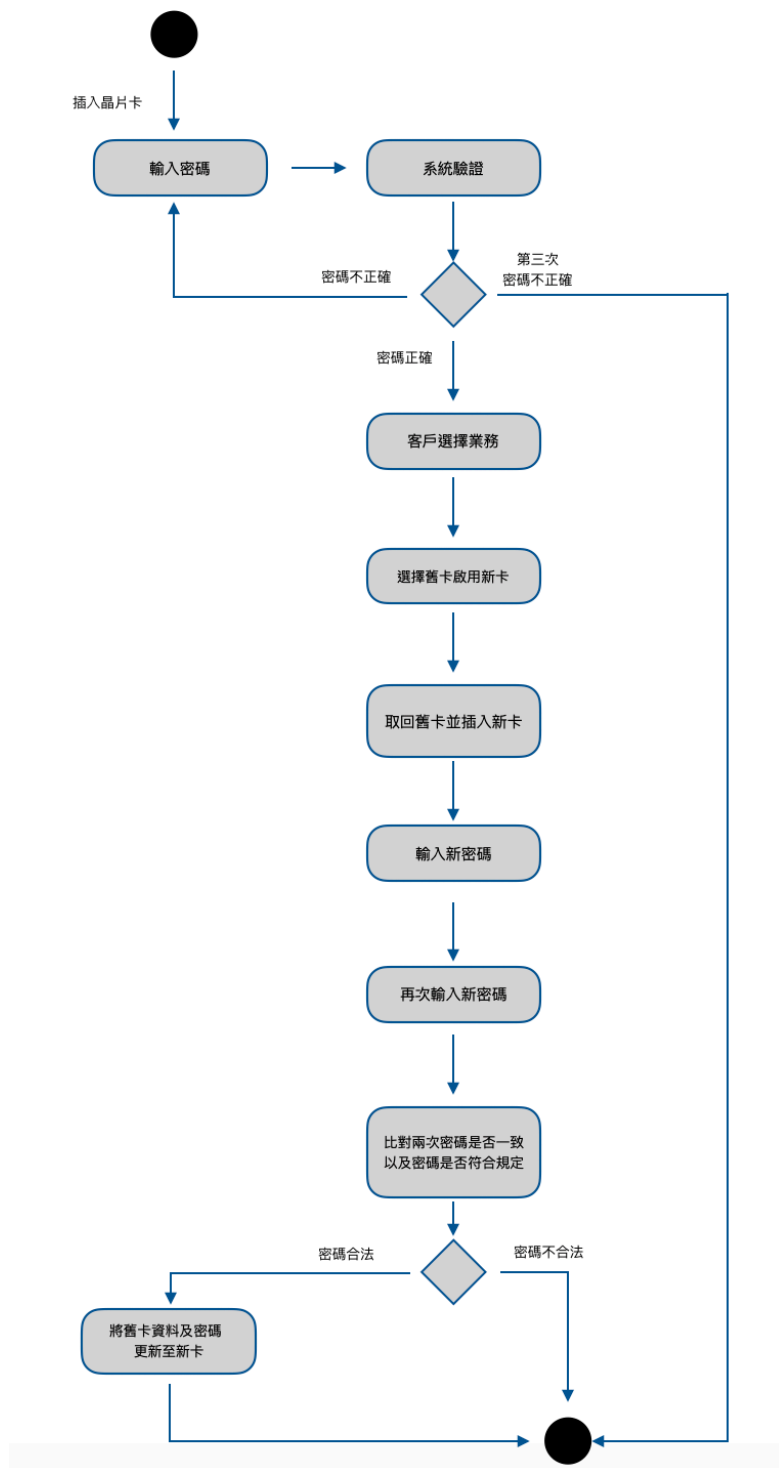 插入晶片卡
輸入密碼
系統驗證
密碼不正確
第三次
密碼不正確
密碼正確
客戶選擇業務
選擇舊卡啟用新卡
取回舊卡並插入新卡
輸入新密碼
再次輸入新密碼
比對兩次密碼是否一致
以及密碼是否符合規定
密碼合法
密碼不合法
將舊卡資料及密碼
更新至新卡